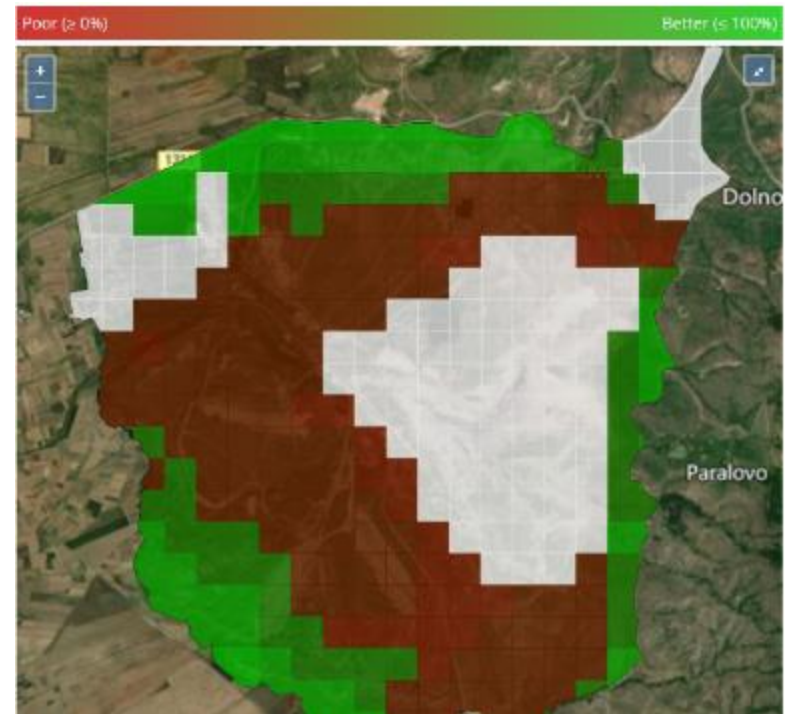 Poor (≥ 0%)
Better (≤ 100%)
+
−
Dolno
Paralovo